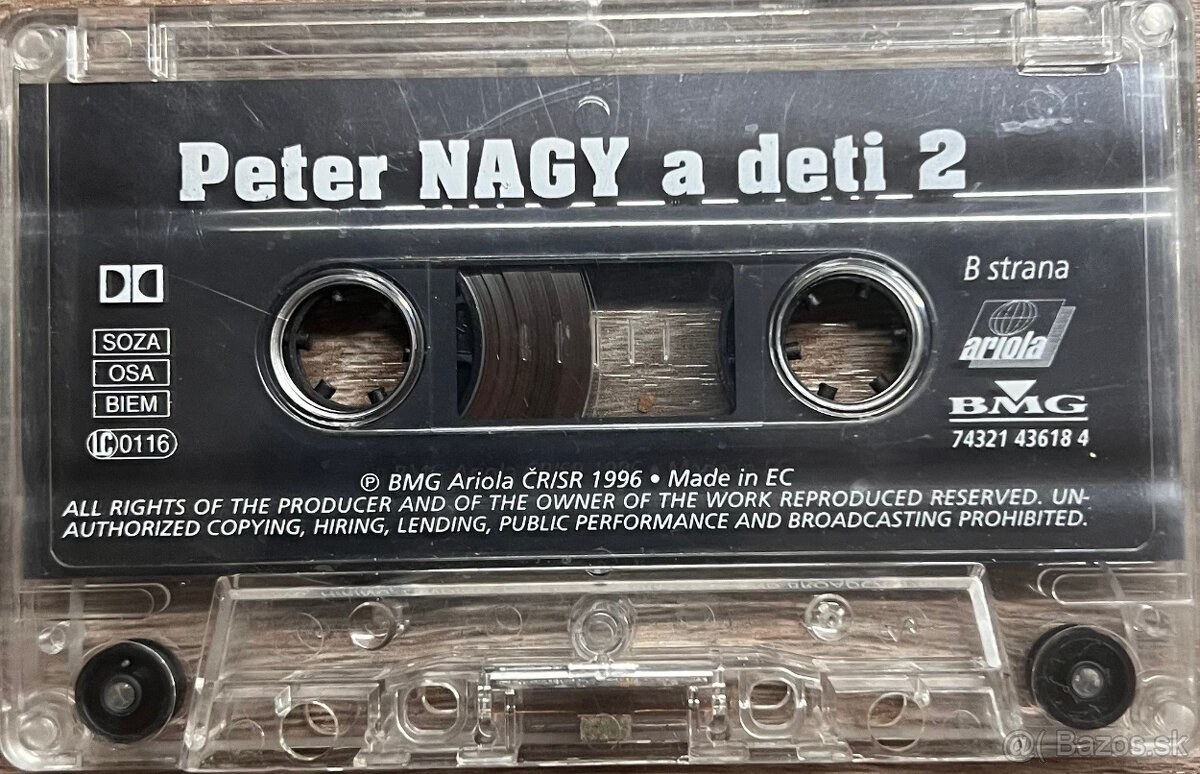 Peter NAGY a deti 2
B strana
SOZA
OSA
BIEM
LC 0116
ariola
BMG
74321 43618 4
℗ BMG Ariola ČR/SR 1996 • Made in EC
ALL RIGHTS OF THE PRODUCER AND OF THE OWNER OF THE WORK REPRODUCED RESERVED. UN-
AUTHORIZED COPYING, HIRING, LENDING, PUBLIC PERFORMANCE AND BROADCASTING PROHIBITED.
@( Bazos.sk